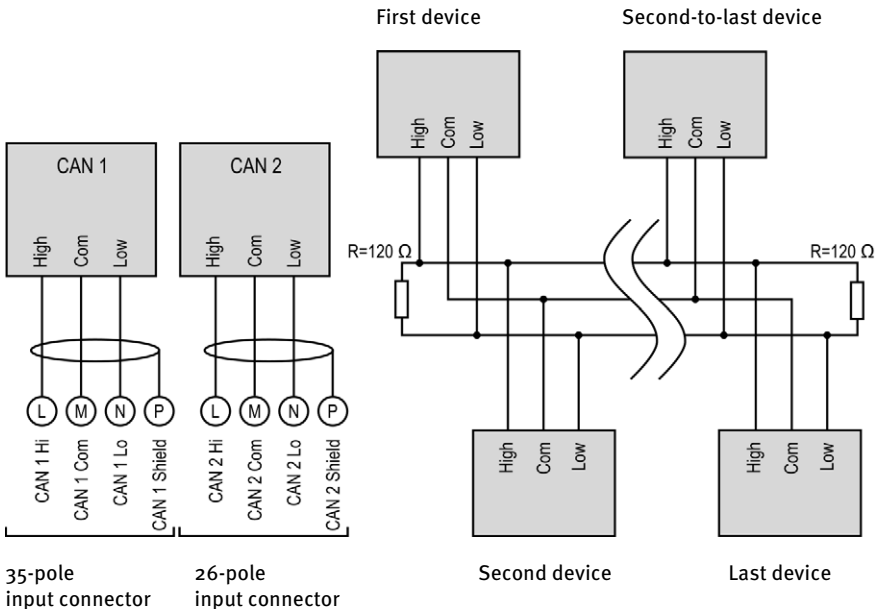 First device
Second-to-last device
High
Com
Low
High
Com
Low
CAN 1
CAN 2
High
Com
Low
High
Com
Low
R=120 Ω
R=120 Ω
L
M
N
P
L
M
N
P
CAN 1 Hi
CAN 1 Com
CAN 1 Lo
CAN 1 Shield
CAN 2 Hi
CAN 2 Com
CAN 2 Lo
CAN 2 Shield
High
Com
Low
High
Com
Low
35-pole
input connector
26-pole
input connector
Second device
Last device